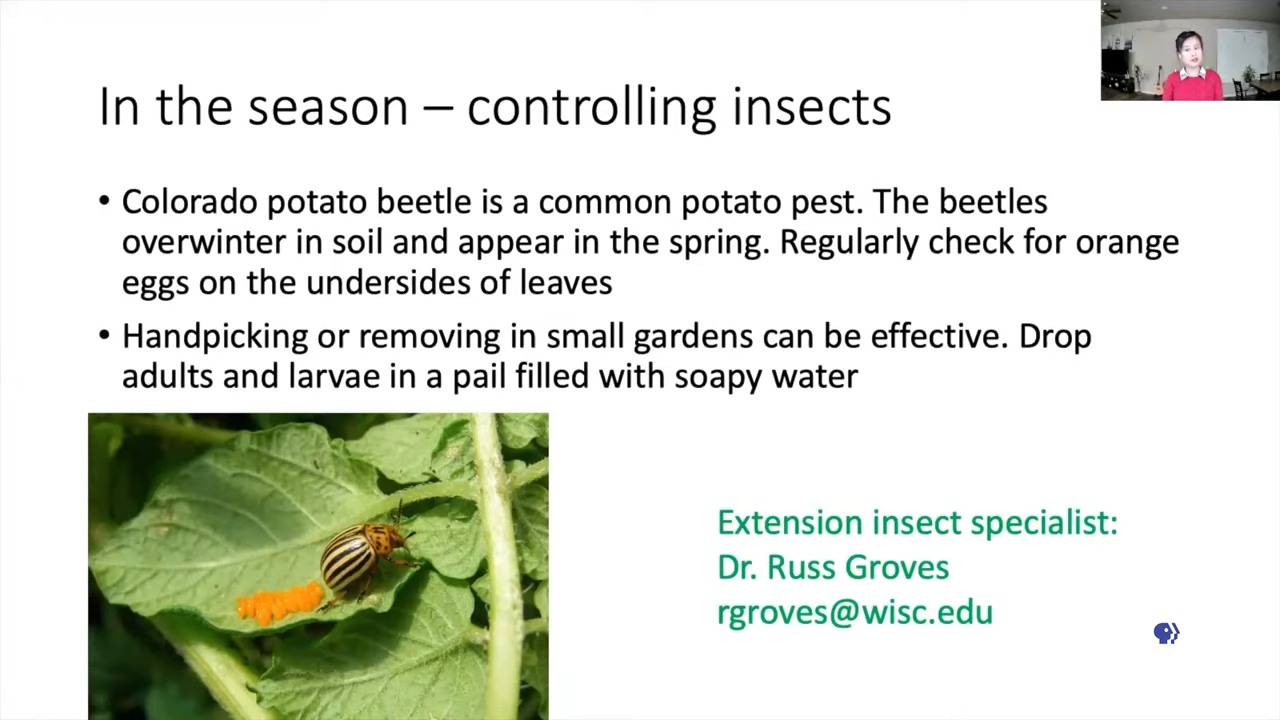 In the season – controlling insects
• Colorado potato beetle is a common potato pest. The beetles
overwinter in soil and appear in the spring. Regularly check for orange
eggs on the undersides of leaves
• Handpicking or removing in small gardens can be effective. Drop
adults and larvae in a pail filled with soapy water
Extension insect specialist:
Dr. Russ Groves
rgroves@wisc.edu